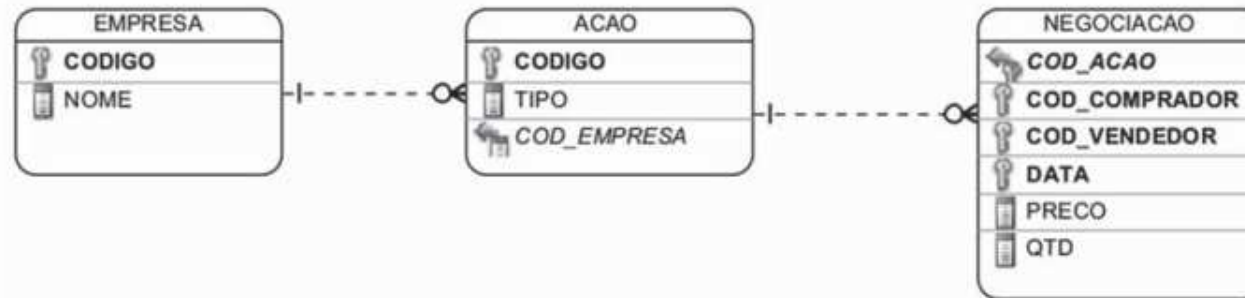 EMPRESA
CODIGO
NOME
ACAO
CODIGO
TIPO
COD_EMPRESA
NEGOCIACAO
COD_ACAO
COD_COMPRADOR
COD_VENDEDOR
DATA
PRECO
QTD